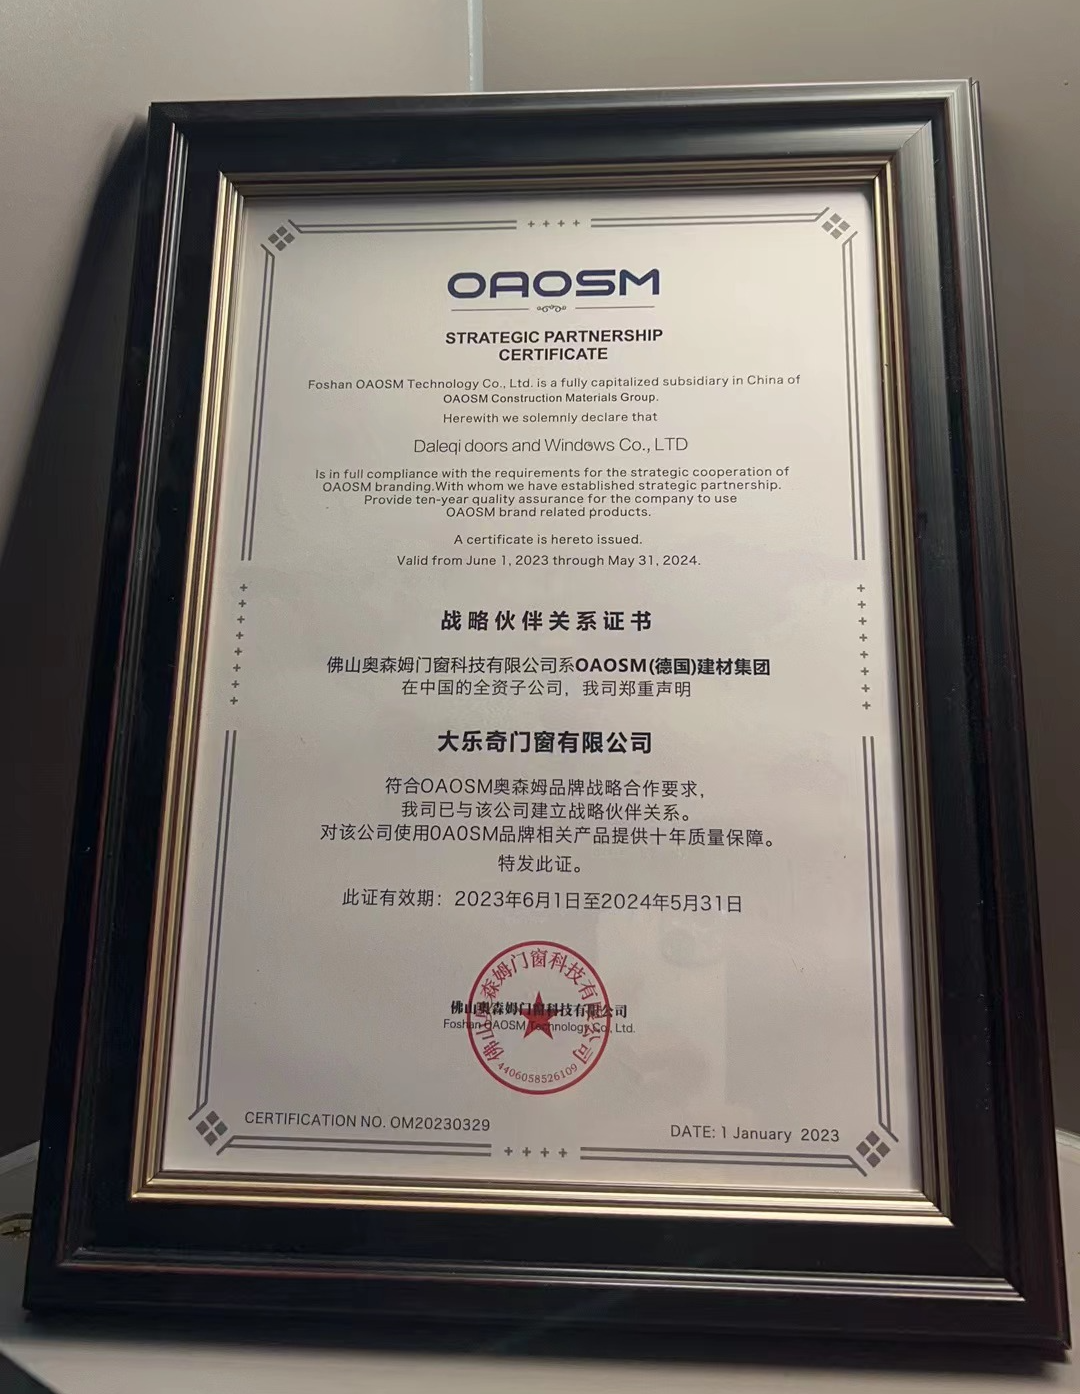 OAOSM
STRATEGIC PARTNERSHIP
CERTIFICATE
Foshan OAOSM Technology Co., Ltd. is a fully capitalized subsidiary in China of
OAOSM Construction Materials Group.
Herewith we solemnly declare that
Daleqi doors and Windows Co., LTD
Is in full compliance with the requirements for the strategic cooperation of
OAOSM branding.With whom we have established strategic partnership.
Provide ten-year quality assurance for the company to use
OAOSM brand related products.
A certificate is hereto issued.
Valid from June 1, 2023 through May 31, 2024.
战略伙伴关系证书
佛山奥森姆门窗科技有限公司系OAOSM(德国)建材集团
在中国的全资子公司，我司郑重声明
大乐奇门窗有限公司
符合OAOSM奥森姆品牌战略合作要求，
我司已与该公司建立战略伙伴关系。
对该公司使用OAOSM品牌相关产品提供十年质量保障。
特发此证。
此证有效期：2023年6月1日至2024年5月31日
佛山奥森姆门窗科技有限公司
佛山奥森姆门窗科技有限公司
Foshan OAOSM Technology Co., Ltd.
4406058526109
CERTIFICATION NO. OM20230329
DATE: 1 January 2023